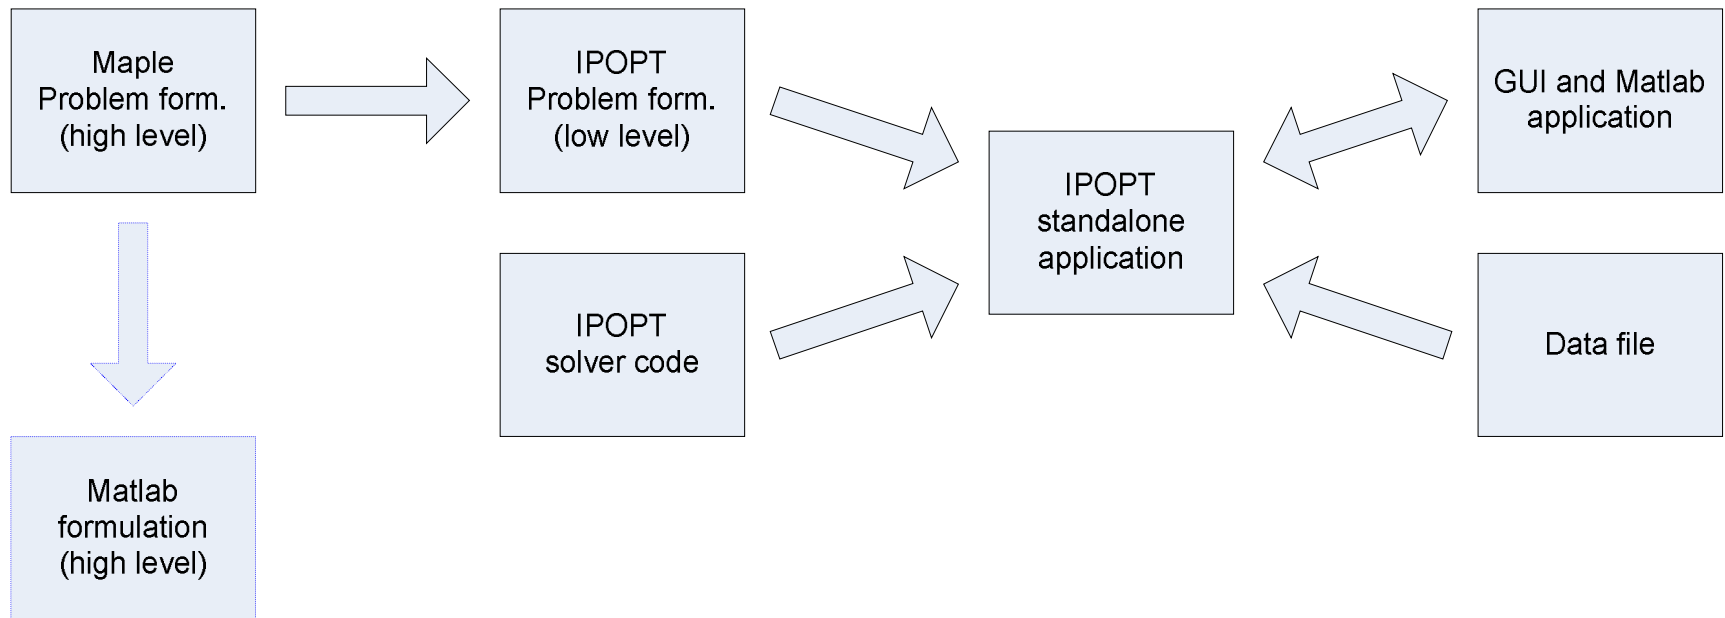 Maple
Problem form.
(high level)
IPOPT
Problem form.
(low level)
GUI and Matlab
application
IPOPT
standalone
application
IPOPT
solver code
Data file
Matlab
formulation
(high level)